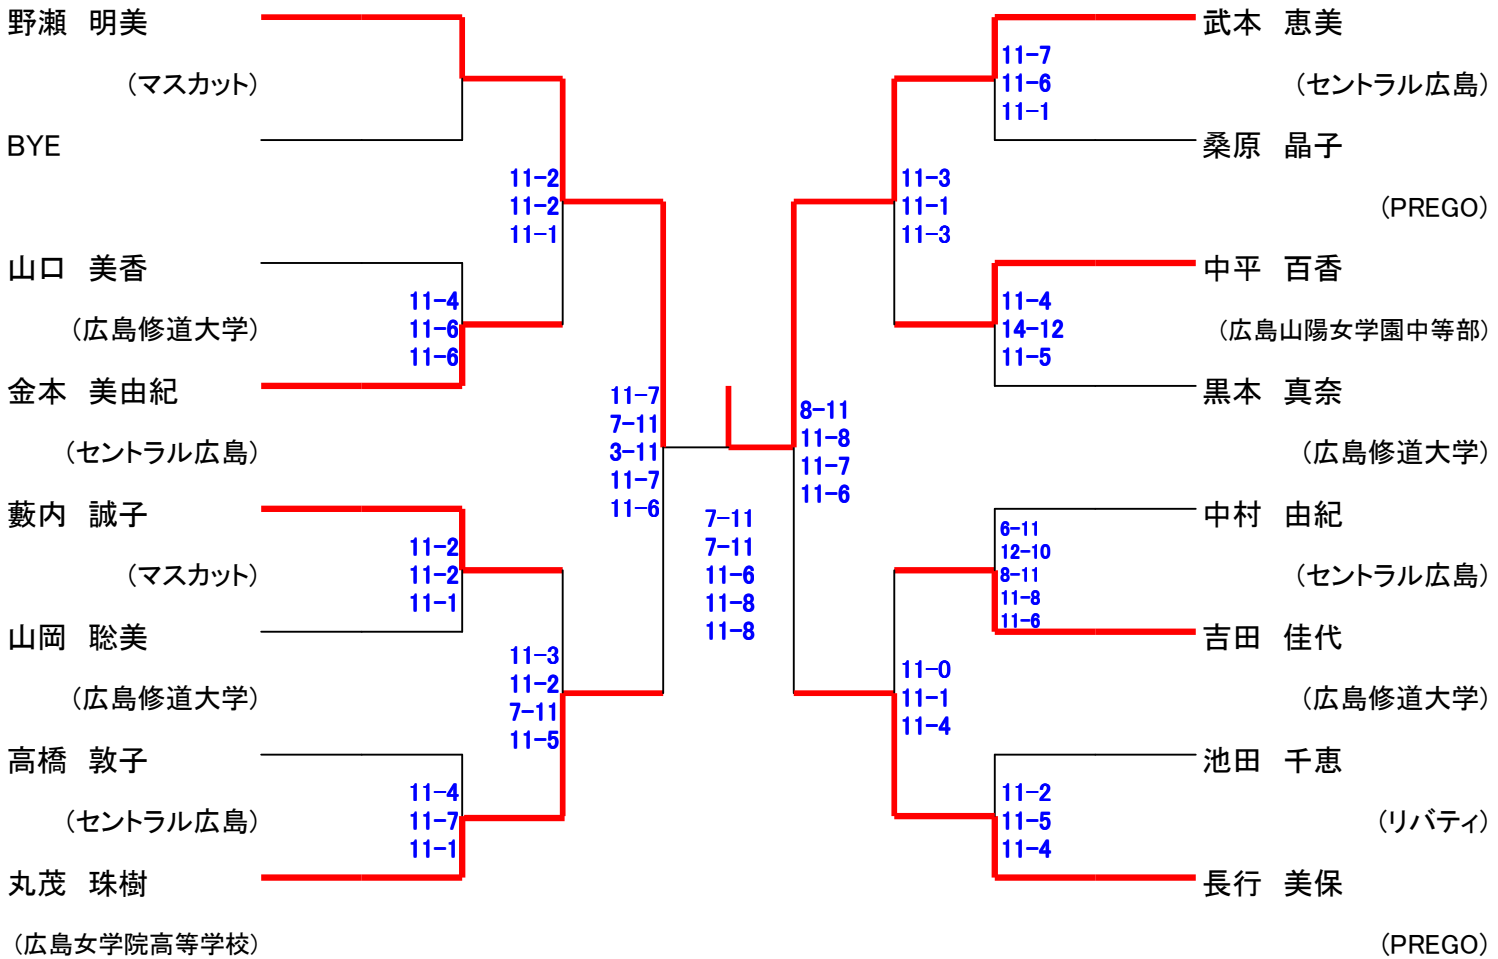 野瀬 明美
(マスカット)
BYE
11-2
11-2
11-1
山口 美香
(広島修道大学)
11-4
11-6
11-6
金本 美由紀
(セントラル広島)
11-7
7-11
3-11
11-7
11-6
藪内 誠子
(マスカット)
11-2
11-2
11-1
山岡 聡美
(広島修道大学)
11-3
11-2
7-11
11-5
高橋 敦子
(セントラル広島)
11-4
11-7
11-1
丸茂 珠樹
(広島女学院高等学校)
7-11
7-11
11-6
11-8
11-8
武本 恵美
(セントラル広島)
11-7
11-6
11-1
桑原 晶子
(PREGO)
11-3
11-1
11-3
中平 百香
(広島山陽女学園中等部)
11-4
14-12
11-5
黒本 真奈
(広島修道大学)
8-11
11-8
11-7
11-6
中村 由紀
(セントラル広島)
6-11
12-10
8-11
11-8
11-6
吉田 佳代
(広島修道大学)
11-0
11-1
11-4
池田 千恵
(リバティ)
11-2
11-5
11-4
長行 美保
(PREGO)